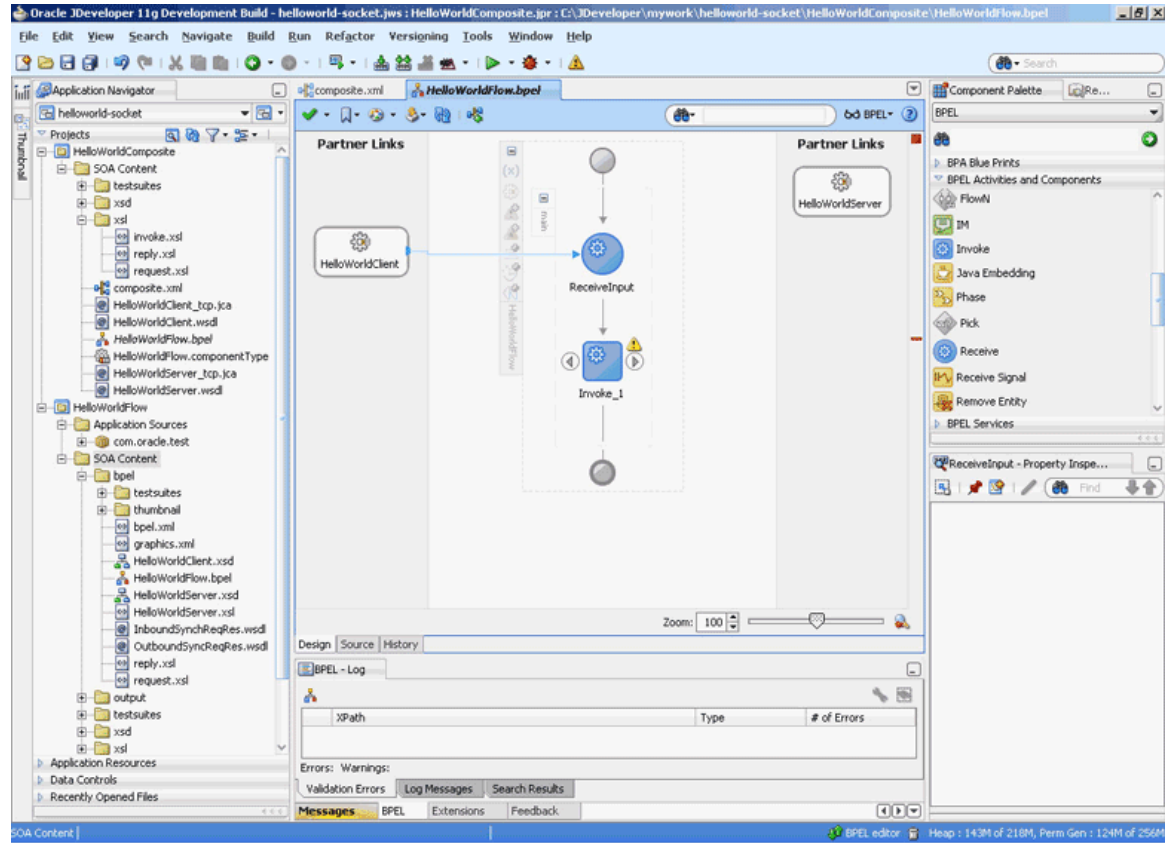 Oracle JDeveloper 11g Development Build - helloworld-socket.jws : HelloWorldComposite.jpr : C:\JDeveloper\mywork\helloworld-socket\HelloWorldComposite\HelloWorldFlow.bpel
File Edit View Search Navigate Build Run Refactor Versioning Tools Window Help
Search
Application Navigator
helloworld-socket
Projects
HelloWorldComposite
SOA Content
testsuites
xsd
xsl
invoke.xsl
reply.xsl
request.xsl
composite.xml
HelloWorldClient_tcp.jca
HelloWorldClient.wsdl
HelloWorldFlow.bpel
HelloWorldFlow.componentType
HelloWorldServer_tcp.jca
HelloWorldServer.wsdl
HelloWorldFlow
Application Sources
com.oracle.test
SOA Content
bpel
testsuites
thumbnail
bpel.xml
graphics.xml
HelloWorldClient.xsd
HelloWorldFlow.bpel
HelloWorldServer.xsd
HelloWorldServer.xsl
InboundSynchReqRes.wsdl
OutboundSyncReqRes.wsdl
reply.xsl
request.xsl
output
testsuites
xsd
xsl
Application Resources
Data Controls
Recently Opened Files
Thumbnail
composite.xml
HelloWorldFlow.bpel
BPEL
Partner Links
Partner Links
(x)
main
HelloWorldFlow
HelloWorldClient
HelloWorldServer
ReceiveInput
Invoke_1
Zoom: 100
Design Source History
BPEL - Log
XPath Type # of Errors
Errors: Warnings:
Validation Errors Log Messages Search Results
Messages BPEL Extensions Feedback
Component Palette Re...
BPEL
BPA Blue Prints
BPEL Activities and Components
FlowN
IM
Invoke
Java Embedding
Phase
Pick
Receive
Receive Signal
Remove Entity
BPEL Services
ReceiveInput - Property Inspe...
Find
SOA Content
BPEL editor
Heap : 143M of 218M, Perm Gen : 124M of 256M